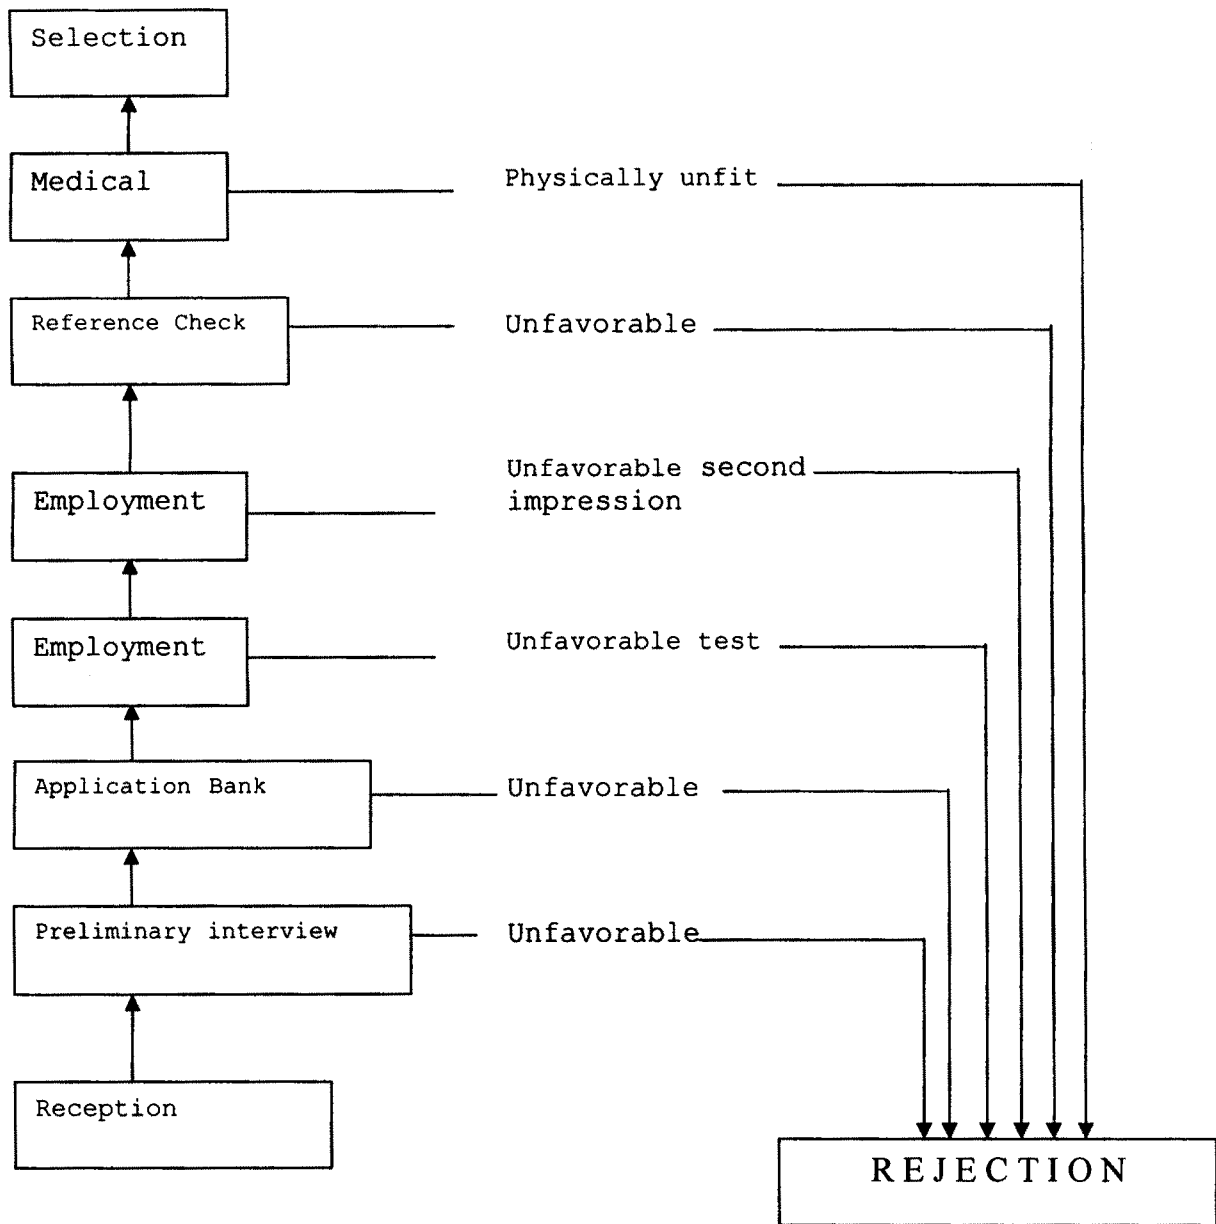 Selection
Medical
Physically unfit
Reference Check
Unfavorable
Unfavorable second
impression
Employment
Employment
Unfavorable test
Application Bank
Unfavorable
Preliminary interview
Unfavorable
Reception
REJECTION